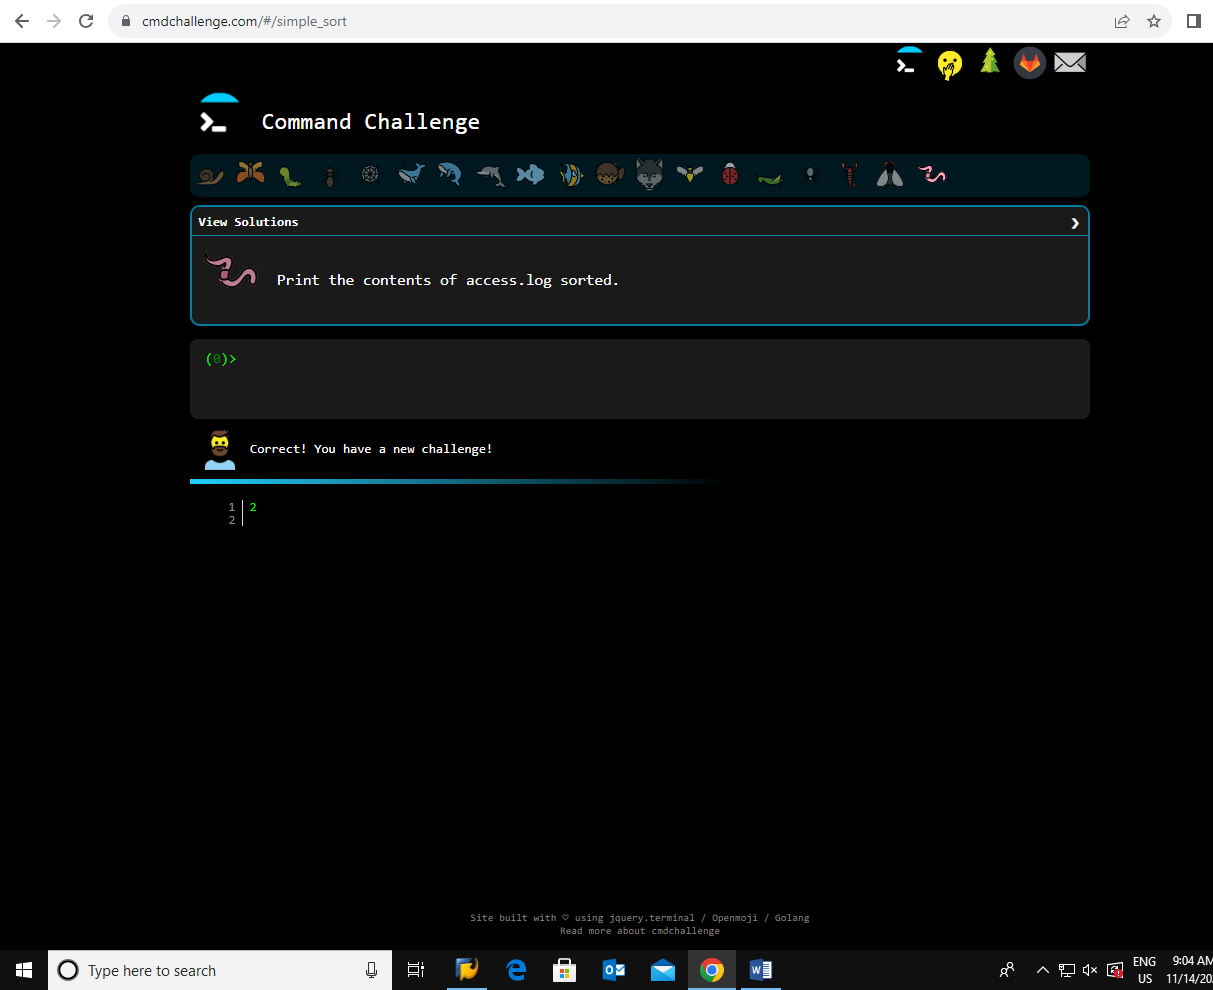 cmdchallenge.com/#/simple_sort
Command Challenge
View Solutions
Print the contents of access.log sorted.
(0)>
Correct! You have a new challenge!
1 2
2
Site built with ♡ using jquery.terminal / Openmoji / Golang
Read more about cmdchallenge
Type here to search
ENG
US
9:04 AM
11/14/20